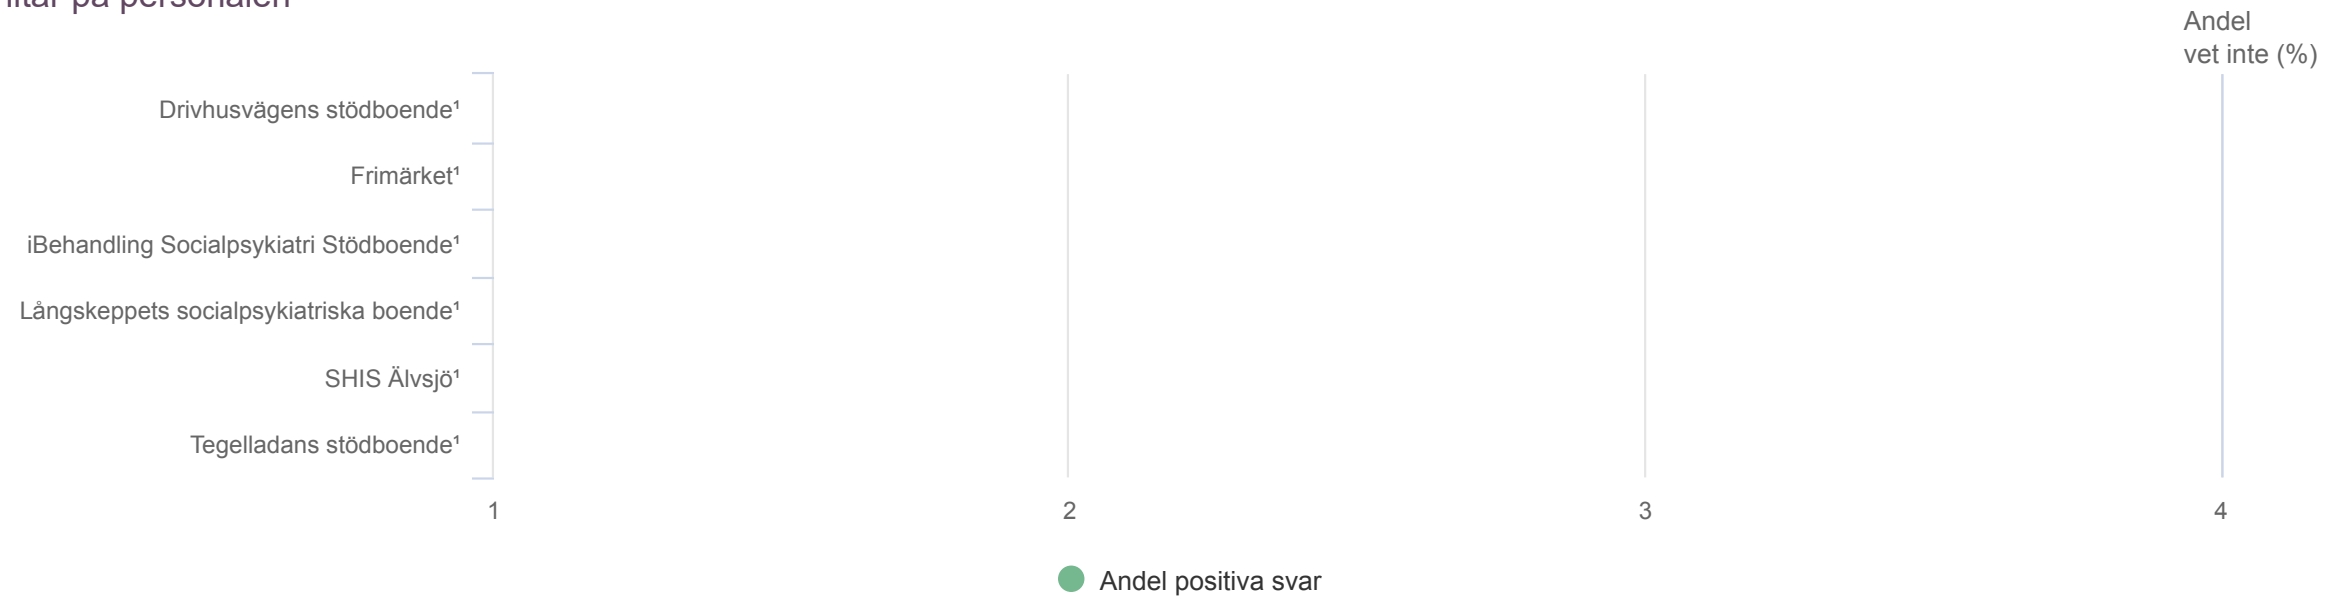 på personalen
Andel
vet inte (%)
Drivhusvägens stödboende¹
Frimärket¹
iBehandling Socialpsykiatri Stödboende¹
Långskeppets socialpsykiatriska boende¹
SHIS Älvsjö¹
Tegelladans stödboende¹
1 2 3 4
Andel positiva svar